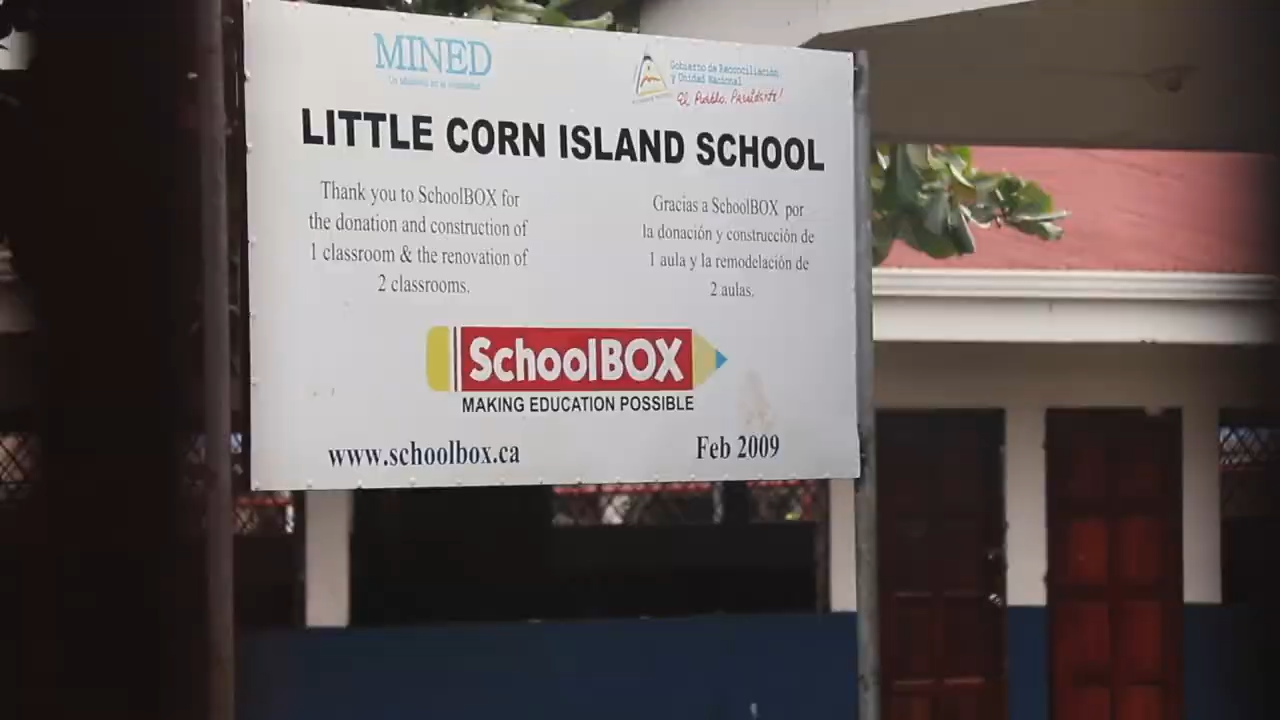 MINED
Gobierno de Reconciliación
y Unidad Nacional
El Pueblo, Presidente!
LITTLE CORN ISLAND SCHOOL
Thank you to SchoolBOX for
the donation and construction of
1 classroom & the renovation of
2 classrooms.
Gracias a SchoolBOX por
la donación y construcción de
1 aula y la remodelación de
2 aulas.
SchoolBOX
MAKING EDUCATION POSSIBLE
www.schoolbox.ca
Feb 2009